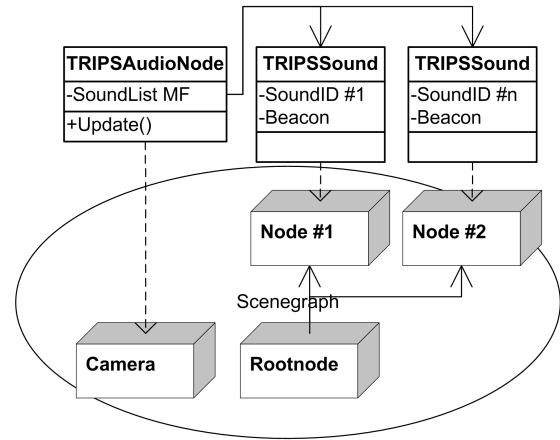 TRIPSAudioNode
-SoundList MF
+Update()
TRIPSSound
-SoundID #1
-Beacon
TRIPSSound
-SoundID #n
-Beacon
Node #1
Node #2
Scenegraph
Camera
Rootnode